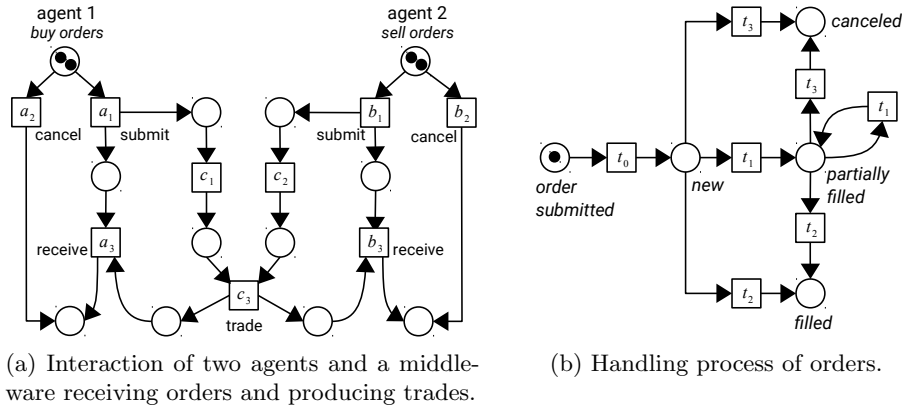 agent 1
buy orders
agent 2
sell orders
a2
a1
b1
b2
cancel
submit
submit
cancel
c1
c2
receive
a3
b3
receive
c3
trade
t3
canceled
t3
t1
t0
t1
order
submitted
new
partially
filled
t2
t2
filled
(a) Interaction of two agents and a middle-
ware receiving orders and producing trades.
(b) Handling process of orders.